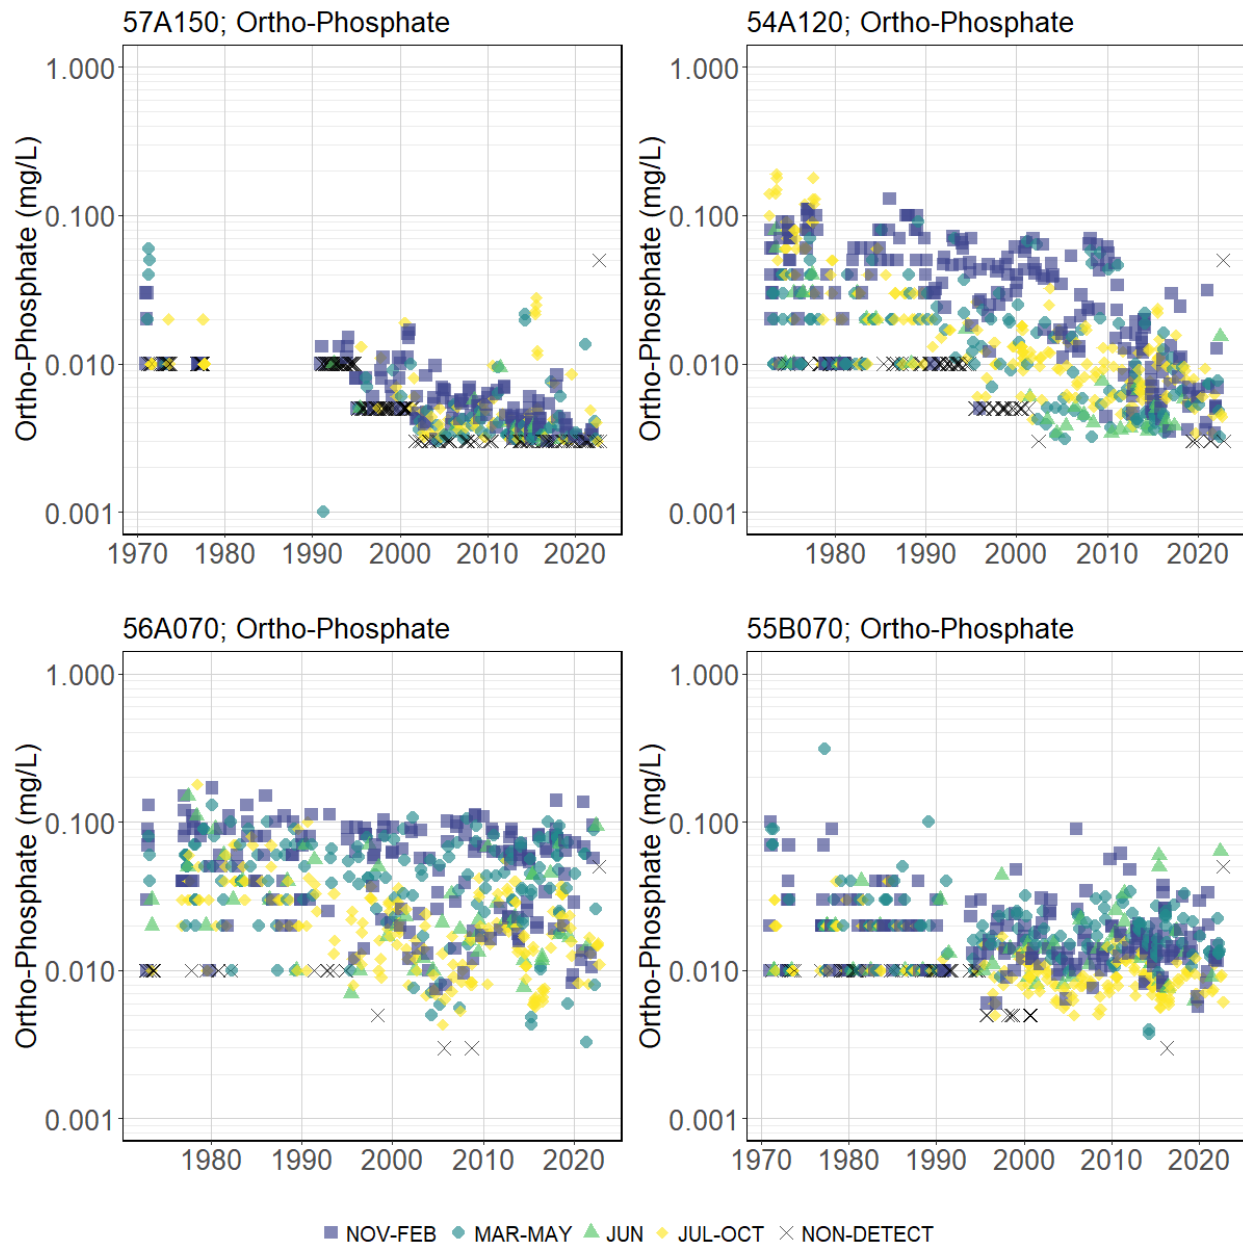 57A150; Ortho-Phosphate
54A120; Ortho-Phosphate
Ortho-Phosphate (mg/L)
1.000
0.100
0.010
0.001
1970 1980 1990 2000 2010 2020
Ortho-Phosphate (mg/L)
1.000
0.100
0.010
0.001
1980 1990 2000 2010 2020
56A070; Ortho-Phosphate
55B070; Ortho-Phosphate
Ortho-Phosphate (mg/L)
1.000
0.100
0.010
0.001
1980 1990 2000 2010 2020
Ortho-Phosphate (mg/L)
1.000
0.100
0.010
0.001
1970 1980 1990 2000 2010 2020
NOV-FEB MAR-MAY JUN JUL-OCT NON-DETECT